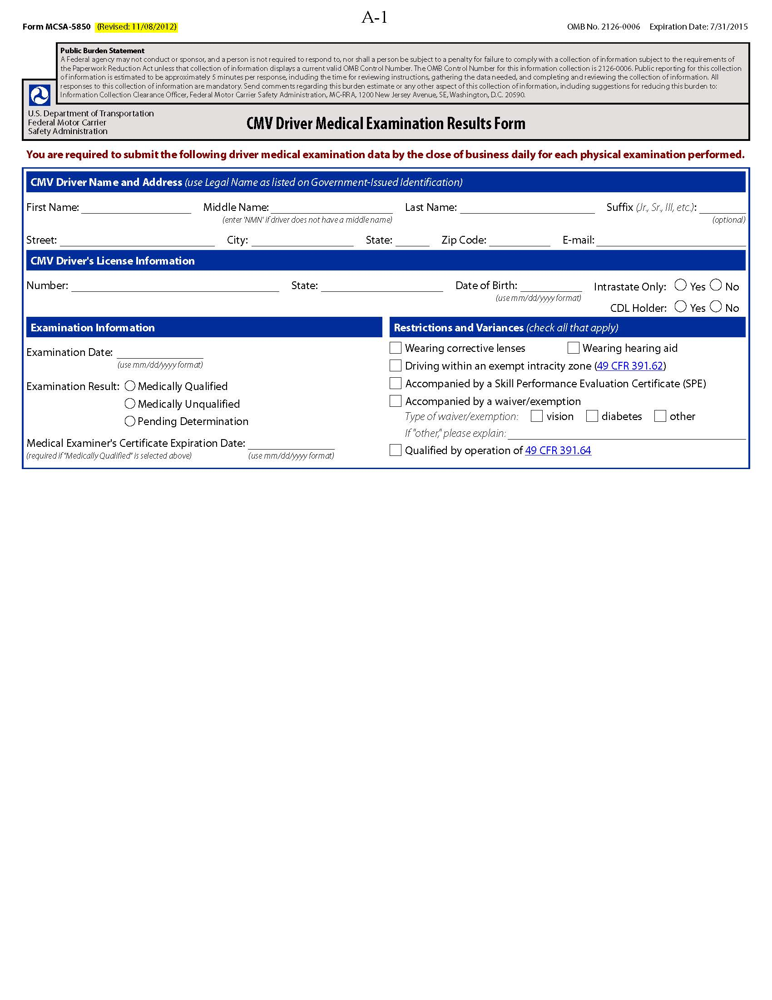 A-1
Form MCSA-5850 (Revised: 11/08/2012) OMB No. 2126-0006 Expiration Date: 7/31/2015
Public Burden Statement
A Federal agency may not conduct or sponsor, and a person is not required to respond to, nor shall a person be subject to a penalty for failure to comply with a collection of information subject to the requirements of
the Paperwork Reduction Act unless that collection of information displays a current valid OMB Control Number. The OMB Control Number for this information collection is 2126-0006. Public reporting for this collection
of information is estimated to be approximately 5 minutes per response, including the time for reviewing instructions, gathering the data needed, and completing and reviewing the collection of information. All
responses to this collection of information are mandatory. Send comments regarding this burden estimate or any other aspect of this collection of information, including suggestions for reducing this burden to:
Information Collection Clearance Officer, Federal Motor Carrier Safety Administration, MC-RRA, 1200 New Jersey Avenue, SE, Washington, D.C. 20590.
U.S. Department of Transportation
Federal Motor Carrier
Safety Administration
CMV Driver Medical Examination Results Form
You are required to submit the following driver medical examination data by the close of business daily for each physical examination performed.
CMV Driver Name and Address (use Legal Name as listed on Government-Issued Identification)
First Name: Middle Name: Last Name: Suffix (Jr., Sr., III, etc.):
(enter 'NMN' if driver does not have a middle name) (optional)
Street: City: State: Zip Code: E-mail:
CMV Driver's License Information
Number: State: Date of Birth: Intrastate Only: Yes No
(use mm/dd/yyyy format)
CDL Holder: Yes No
Examination Information
Examination Date:
(use mm/dd/yyyy format)
Examination Result: Medically Qualified
Medically Unqualified
Pending Determination
Medical Examiner's Certificate Expiration Date:
(required if "Medically Qualified" is selected above) (use mm/dd/yyyy format)
Restrictions and Variances (check all that apply)
Wearing corrective lenses Wearing hearing aid
Driving within an exempt intracity zone (49 CFR 391.62)
Accompanied by a Skill Performance Evaluation Certificate (SPE)
Accompanied by a waiver/exemption
Type of waiver/exemption: vision diabetes other
If "other," please explain:
Qualified by operation of 49 CFR 391.64